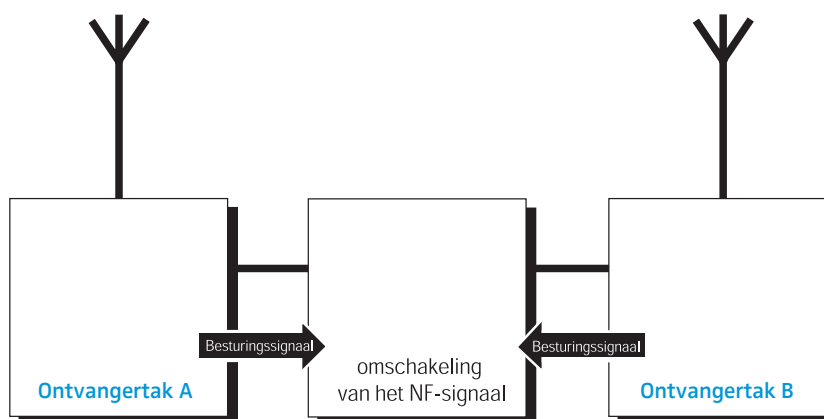 Besturingssignaal
Besturingssignaal
omschakeling
van het NF-signaal
Ontvangertak A
Ontvangertak B